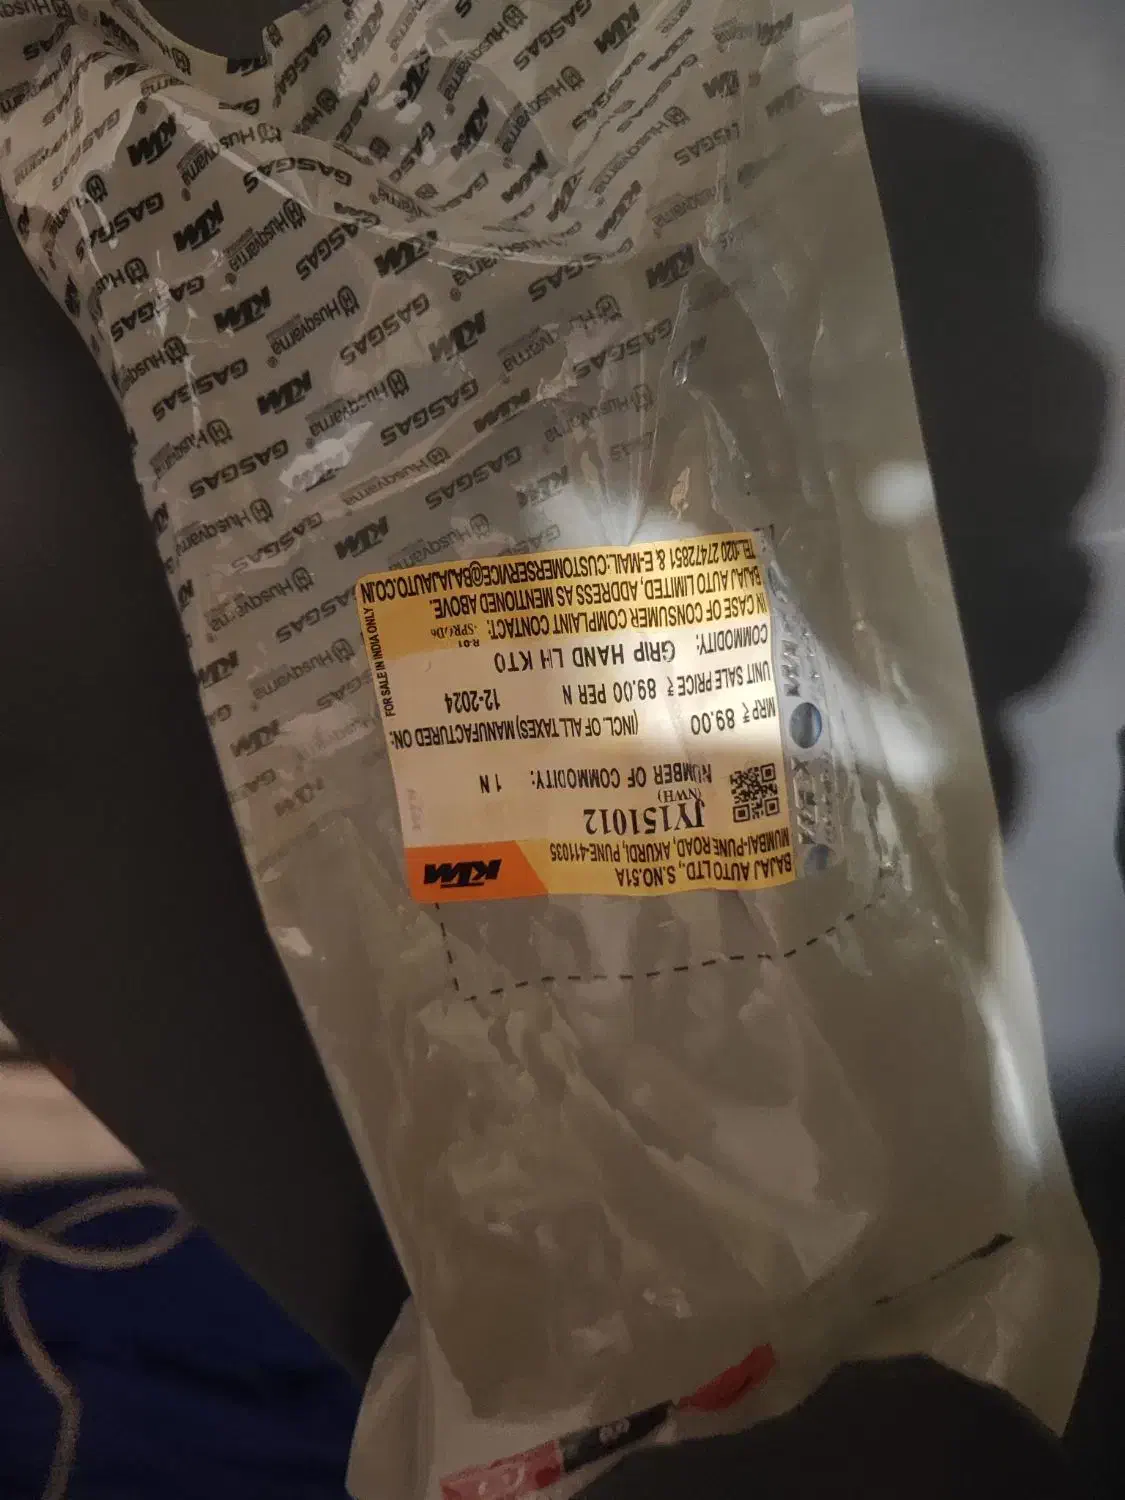 BAJAJ AUTO LTD., S.NO.51A
MUMBAI-PUNE ROAD, AKURDI, PUNE-411035
KTM
JY151012
(NWH)
NUMBER OF COMMODITY: 1 N
MRP ₹ 89.00 (INCL. OF ALL TAXES) MANUFACTURED ON:
UNIT SALE PRICE ₹ 89.00 PER N 12-2024
COMMODITY: GRIP HAND LH KT0
IN CASE OF CONSUMER COMPLAINT CONTACT:
BAJAJ AUTO LIMITED, ADDRESS AS MENTIONED ABOVE.
TEL:020 27472851 & E-MAIL:CUSTOMERSERVICE@BAJAJAUTO.CO.IN
R-01
FOR SALE IN INDIA ONLY
KTM
GASGAS
Husqvarna